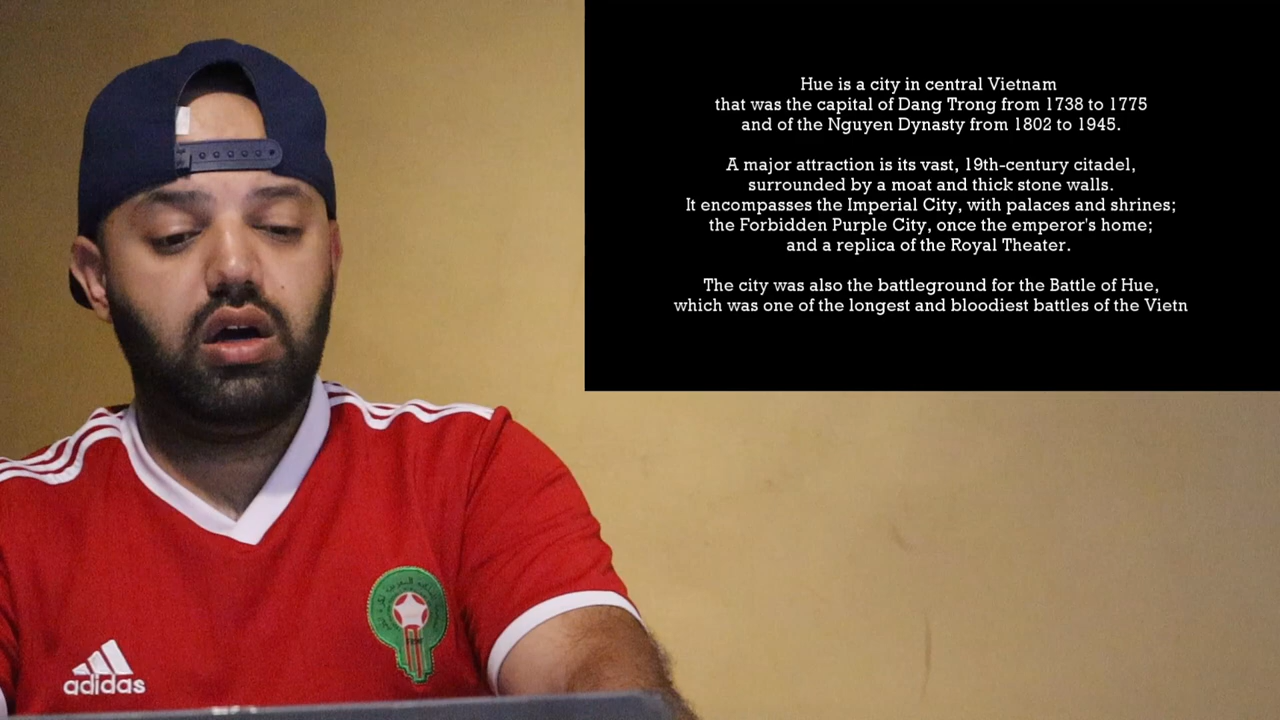 Hue is a city in central Vietnam
that was the capital of Dang Trong from 1738 to 1775
and of the Nguyen Dynasty from 1802 to 1945.
A major attraction is its vast, 19th-century citadel,
surrounded by a moat and thick stone walls.
It encompasses the Imperial City, with palaces and shrines;
the Forbidden Purple City, once the emperor's home;
and a replica of the Royal Theater.
The city was also the battleground for the Battle of Hue,
which was one of the longest and bloodiest battles of the Vietn
adidas